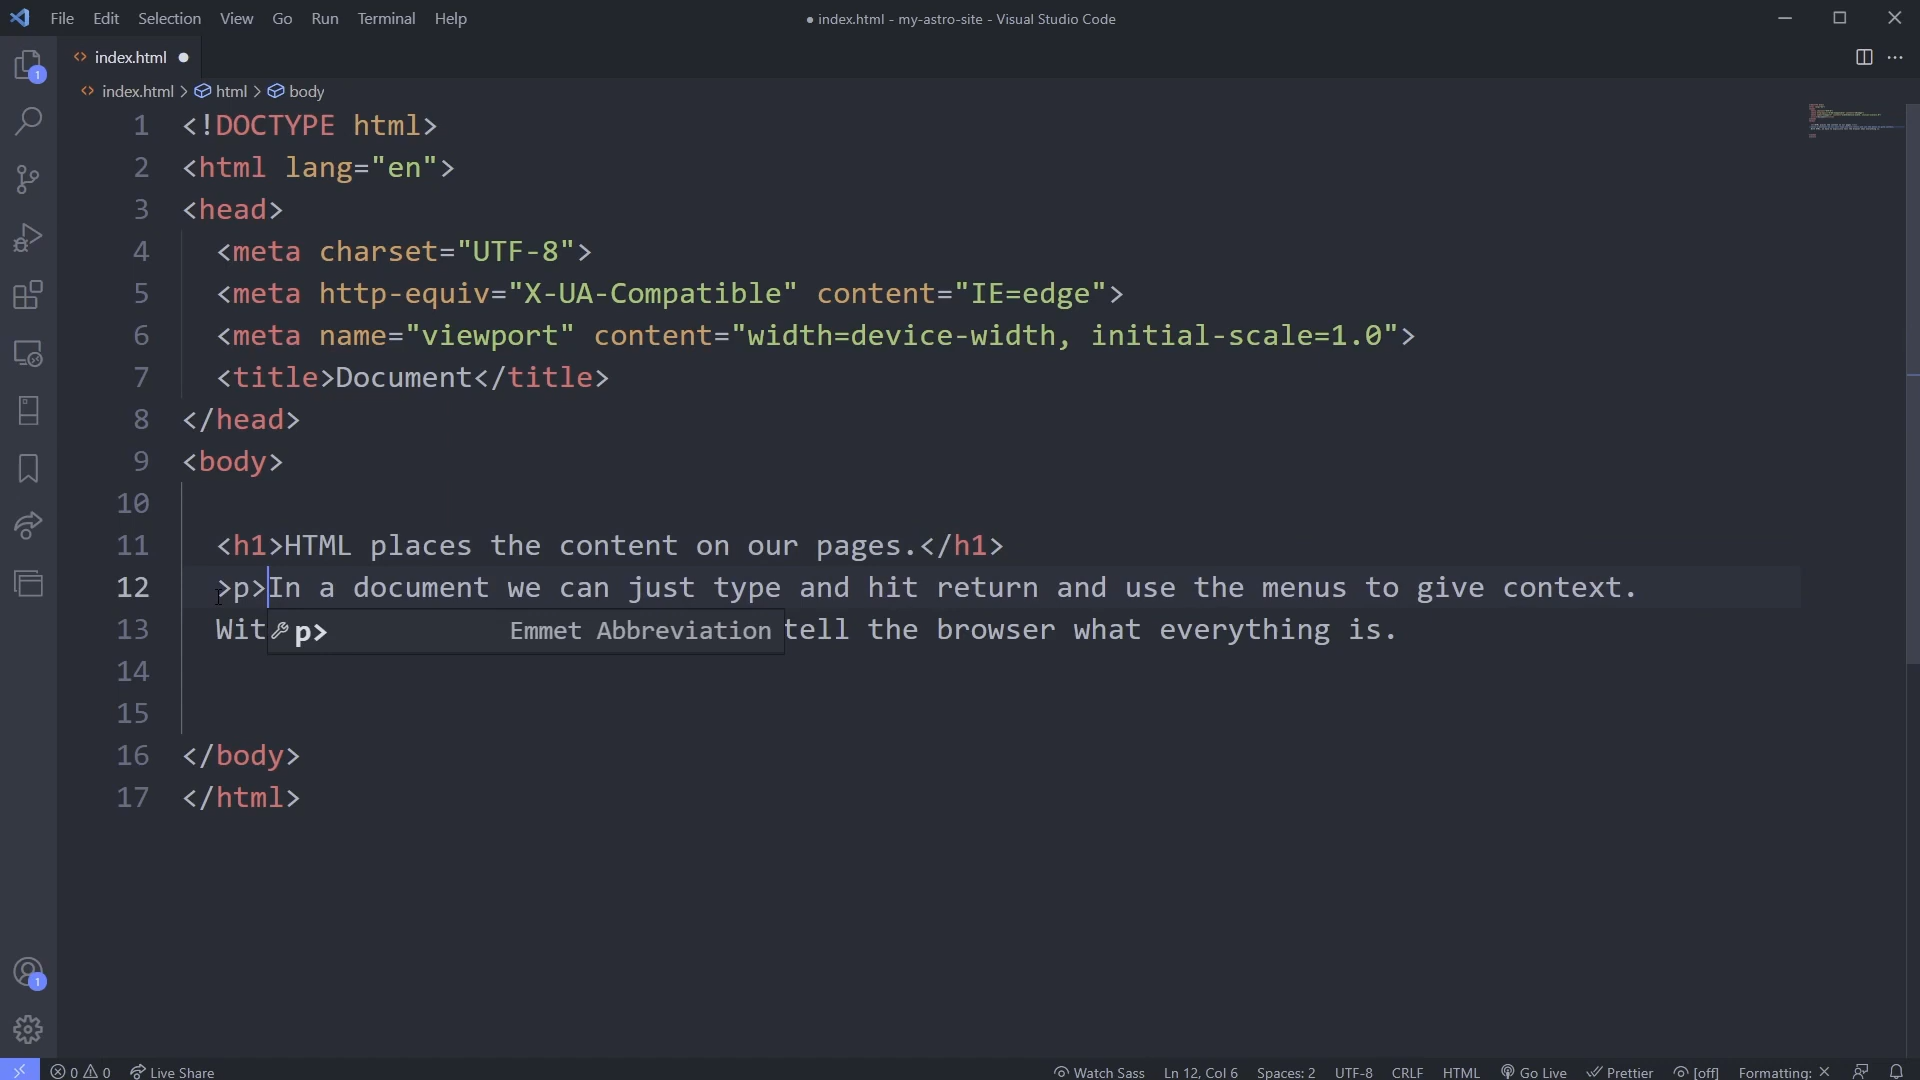 File Edit Selection View Go Run Terminal Help
● index.html - my-astro-site - Visual Studio Code
index.html ●
index.html > html > body
1 <!DOCTYPE html>
2 <html lang="en">
3 <head>
4 <meta charset="UTF-8">
5 <meta http-equiv="X-UA-Compatible" content="IE=edge">
6 <meta name="viewport" content="width=device-width, initial-scale=1.0">
7 <title>Document</title>
8 </head>
9 <body>
10
11 <h1>HTML places the content on our pages.</h1>
12 >p>In a document we can just type and hit return and use the menus to give context.
13 Wit tell the browser what everything is.
p> Emmet Abbreviation
14
15
16 </body>
17 </html>
1
1
0 0 Live Share Watch Sass Ln 12, Col 6 Spaces: 2 UTF-8 CRLF HTML Go Live Prettier [off] Formatting: ×